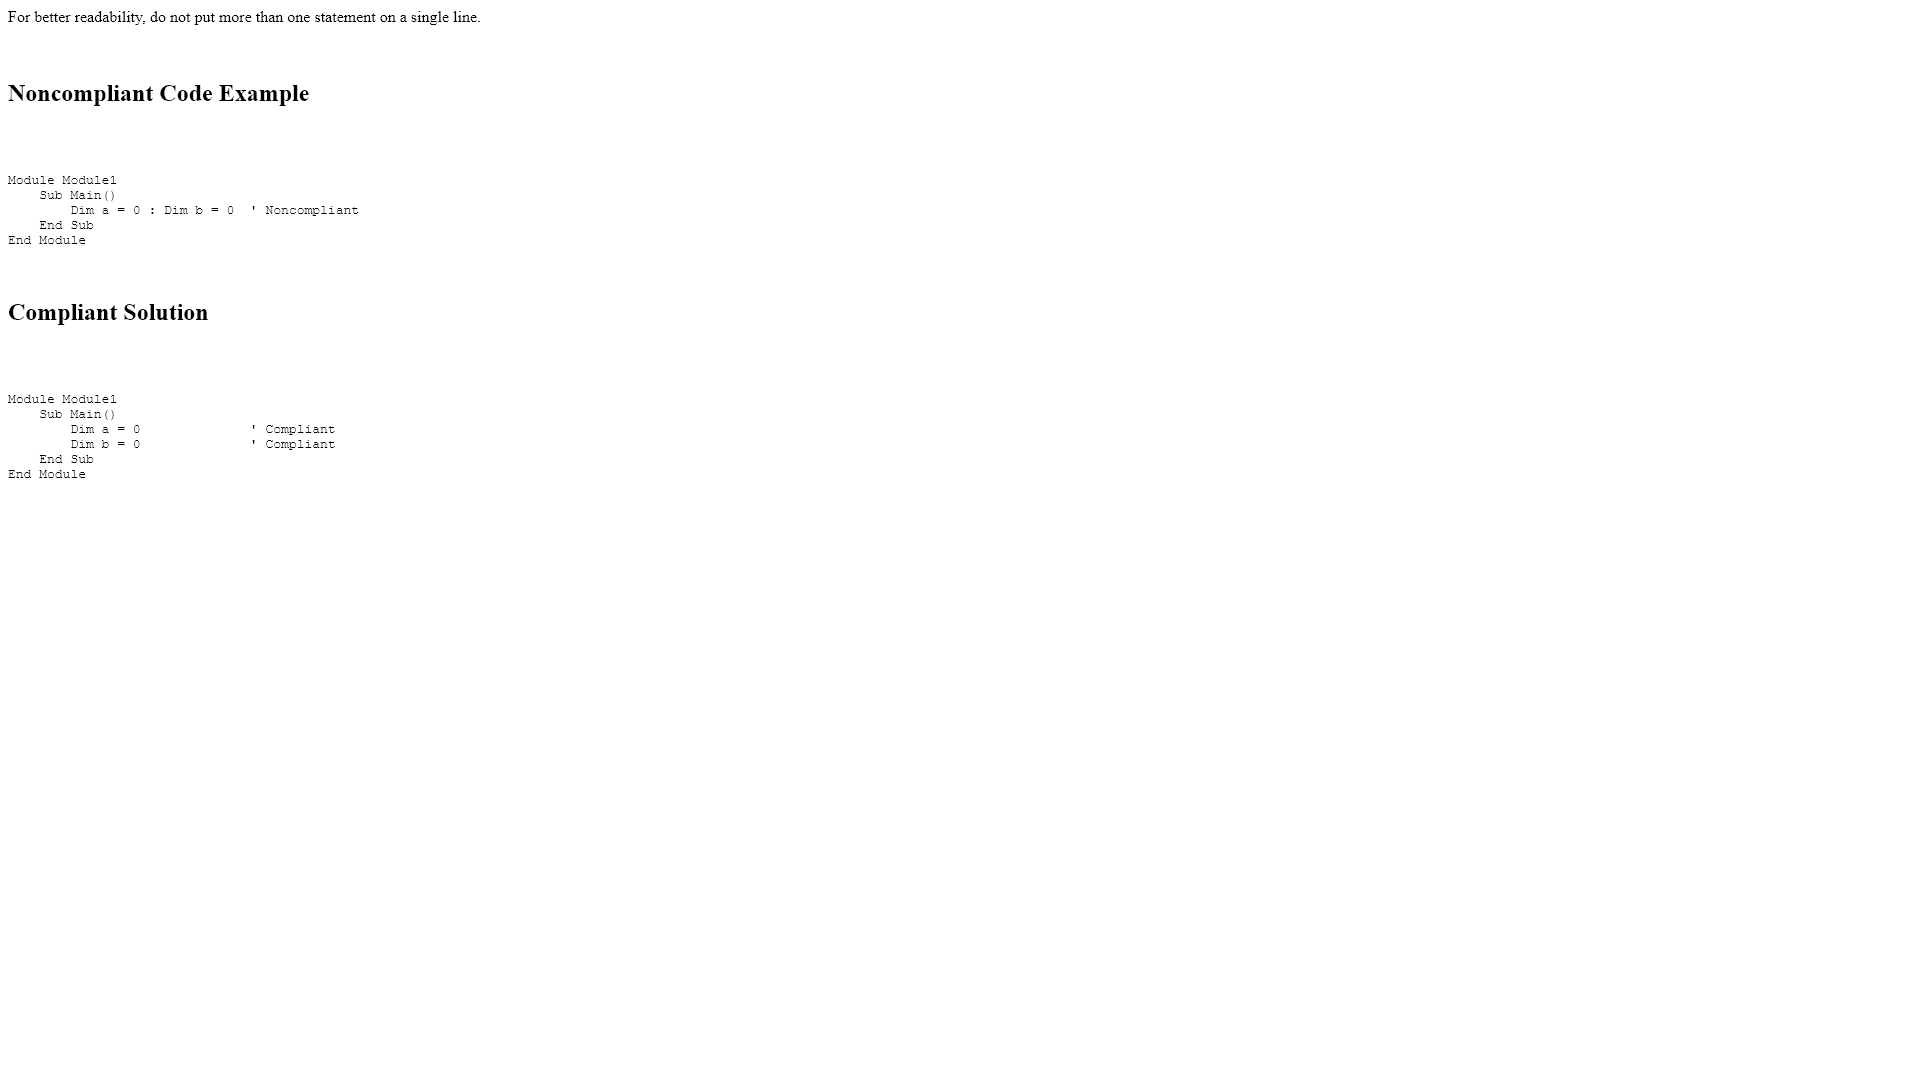 For better readability, do not put more than one statement on a single line.
Noncompliant Code Example
Module Module1
    Sub Main()
        Dim a = 0 : Dim b = 0  ' Noncompliant
    End Sub
End Module
Compliant Solution
Module Module1
    Sub Main()
        Dim a = 0              ' Compliant
        Dim b = 0              ' Compliant
    End Sub
End Module